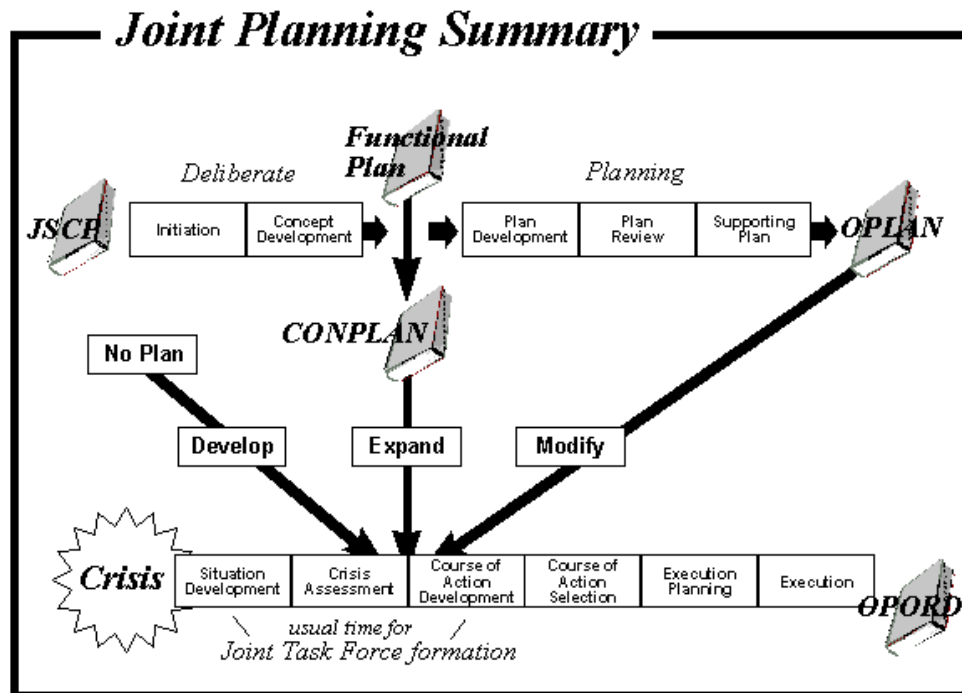 Joint Planning Summary
Functional
Plan
Deliberate
Planning
JSCP
Initiation
Concept
Development
Plan
Development
Plan
Review
Supporting
Plan
OPLAN
CONPLAN
No Plan
Develop
Expand
Modify
Crisis
Situation
Development
Crisis
Assessment
Course of
Action
Development
Course of
Action
Selection
Execution
Planning
Execution
OPORD
usual time for
Joint Task Force formation